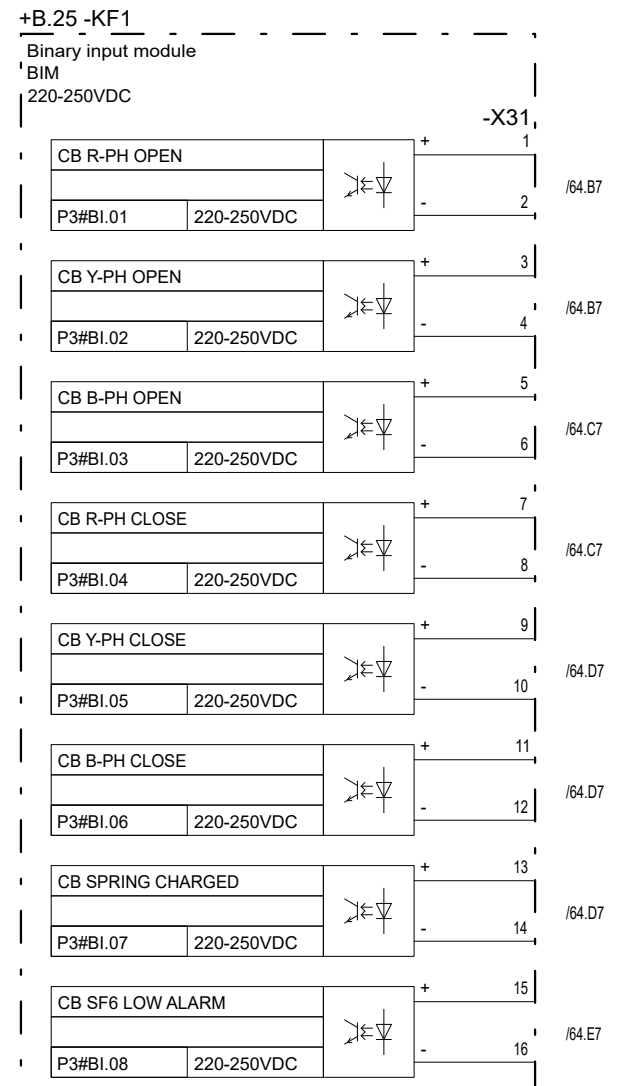 +B.25 -KF1
Binary input module
BIM
220-250VDC
-X31
CB R-PH OPEN
+ 1
/64.B7
- 2
P3#BI.01 220-250VDC
CB Y-PH OPEN
+ 3
/64.B7
- 4
P3#BI.02 220-250VDC
CB B-PH OPEN
+ 5
/64.C7
- 6
P3#BI.03 220-250VDC
CB R-PH CLOSE
+ 7
/64.C7
- 8
P3#BI.04 220-250VDC
CB Y-PH CLOSE
+ 9
/64.D7
- 10
P3#BI.05 220-250VDC
CB B-PH CLOSE
+ 11
/64.D7
- 12
P3#BI.06 220-250VDC
CB SPRING CHARGED
+ 13
/64.D7
- 14
P3#BI.07 220-250VDC
CB SF6 LOW ALARM
+ 15
/64.E7
- 16
P3#BI.08 220-250VDC